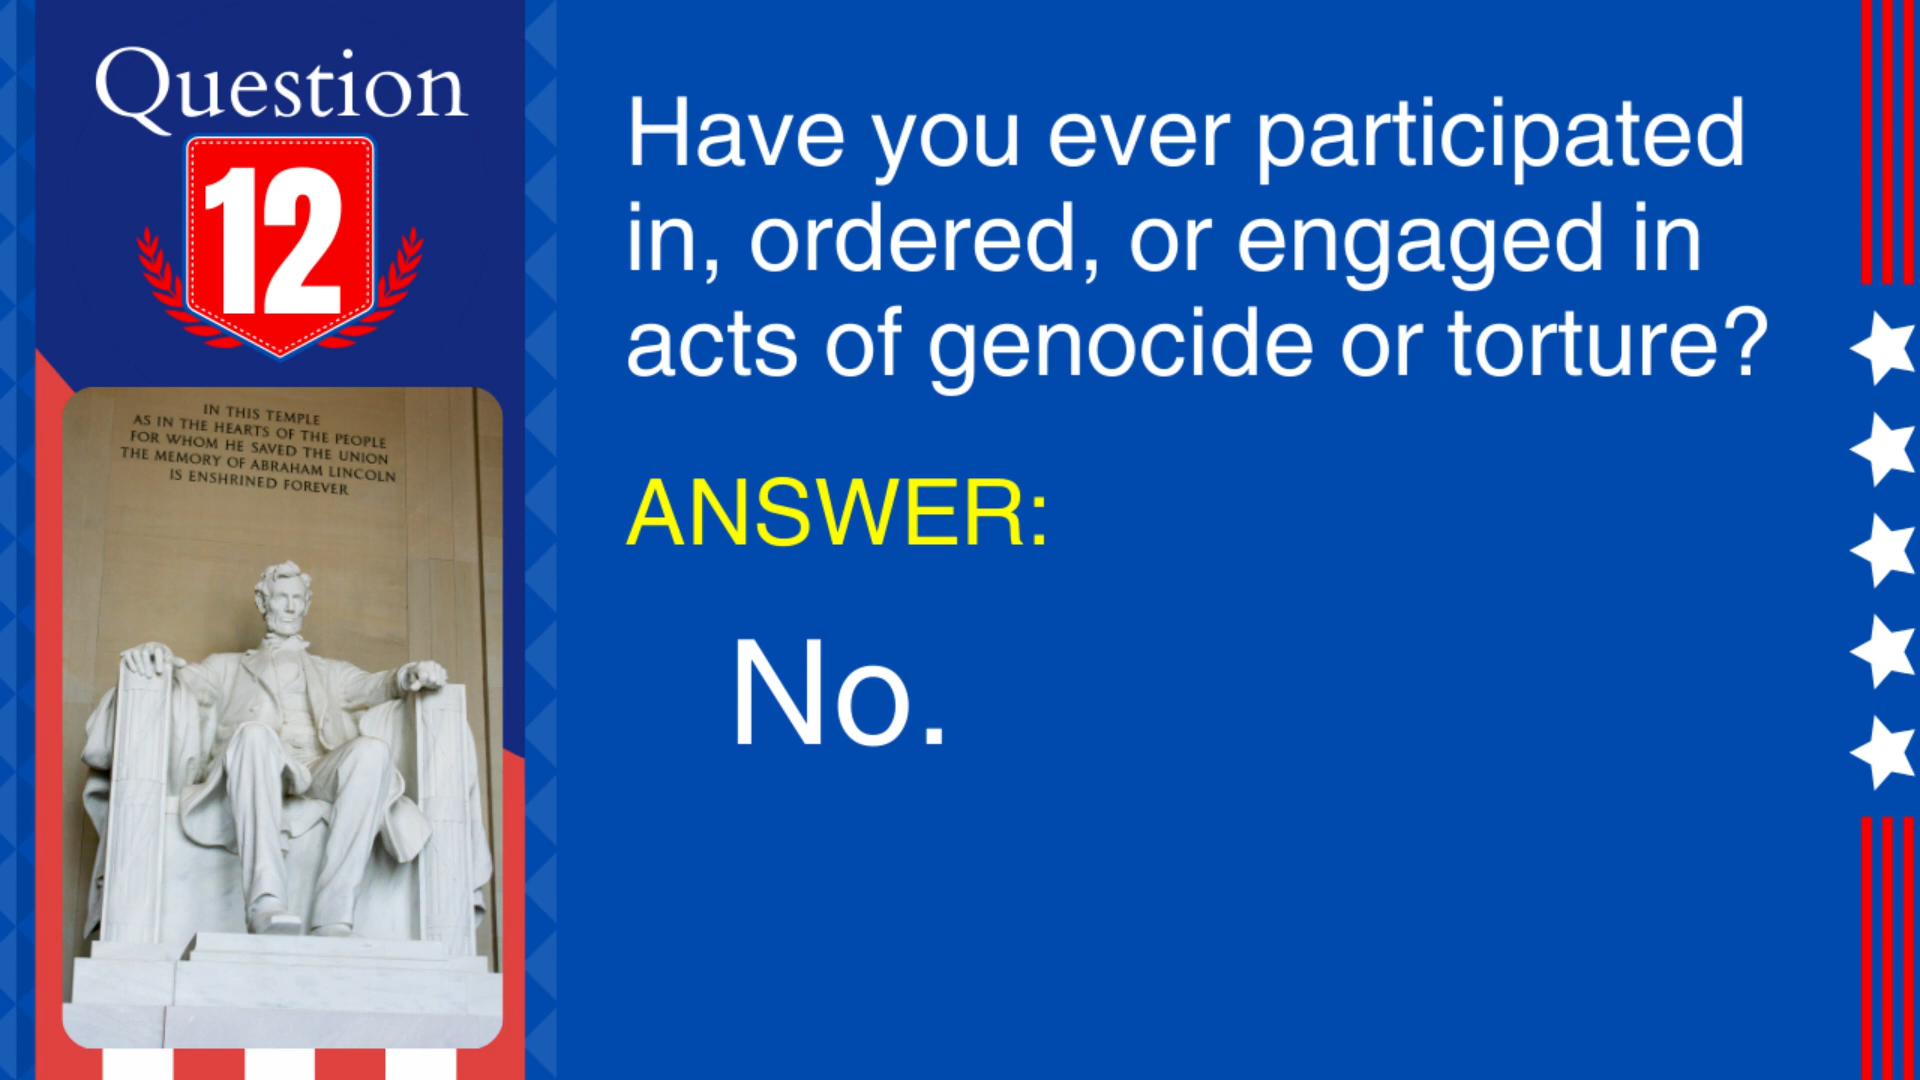 Question
12
IN THIS TEMPLE
AS IN THE HEARTS OF THE PEOPLE
FOR WHOM HE SAVED THE UNION
THE MEMORY OF ABRAHAM LINCOLN
IS ENSHRINED FOREVER
Have you ever participated
in, ordered, or engaged in
acts of genocide or torture?
ANSWER:
No.